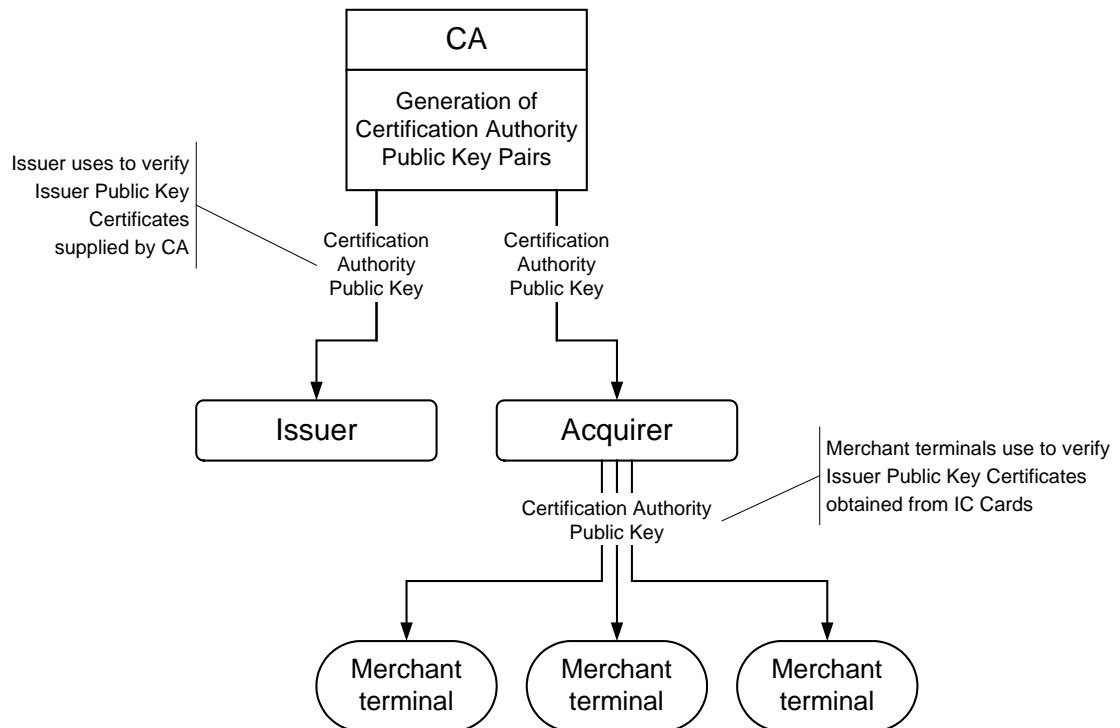 CA
Generation of
Certification Authority
Public Key Pairs
Issuer uses to verify
Issuer Public Key
Certificates
supplied by CA
Certification
Authority
Public Key
Certification
Authority
Public Key
Issuer
Acquirer
Merchant terminals use to verify
Issuer Public Key Certificates
obtained from IC Cards
Certification Authority
Public Key
Merchant
terminal
Merchant
terminal
Merchant
terminal